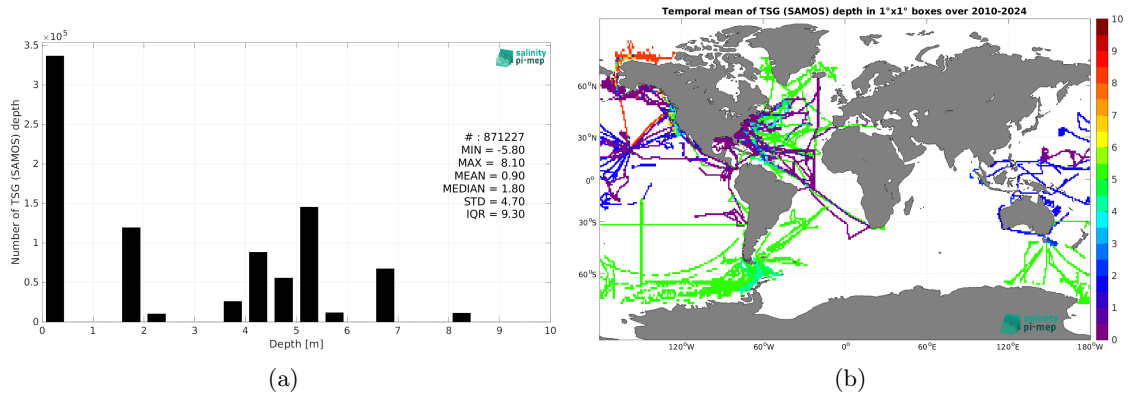 ×10⁵
3.5
3
2.5
2
1.5
1
0.5
0
Number of TSG (SAMOS) depth
salinity
pi-mep
# : 871227
MIN = -5.80
MAX = 8.10
MEAN = 0.90
MEDIAN = 1.80
STD = 4.70
IQR = 9.30
0 1 2 3 4 5 6 7 8 9 10
Depth [m]
(a)
Temporal mean of TSG (SAMOS) depth in 1°x1° boxes over 2010-2024
60°N
30°N
0°
30°S
60°S
120°W 60°W 0° 60°E 120°E 180°W
salinity
pi-mep
10
9
8
7
6
5
4
3
2
1
0
(b)